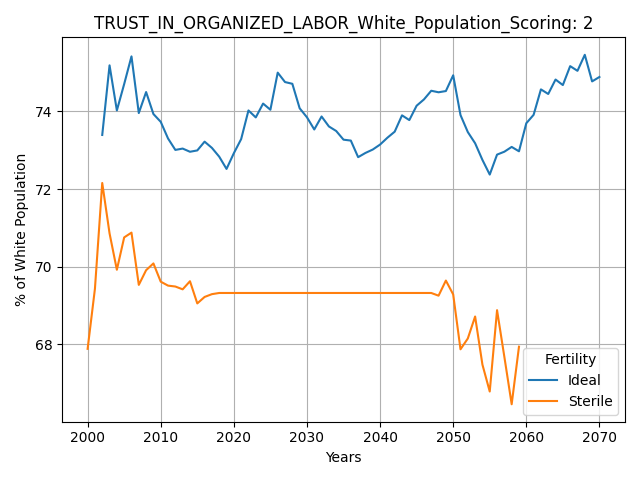 TRUST_IN_ORGANIZED_LABOR_White_Population_Scoring: 2
% of White Population
74
72
70
68
Fertility
Ideal
Sterile
2000 2010 2020 2030 2040 2050 2060 2070
Years